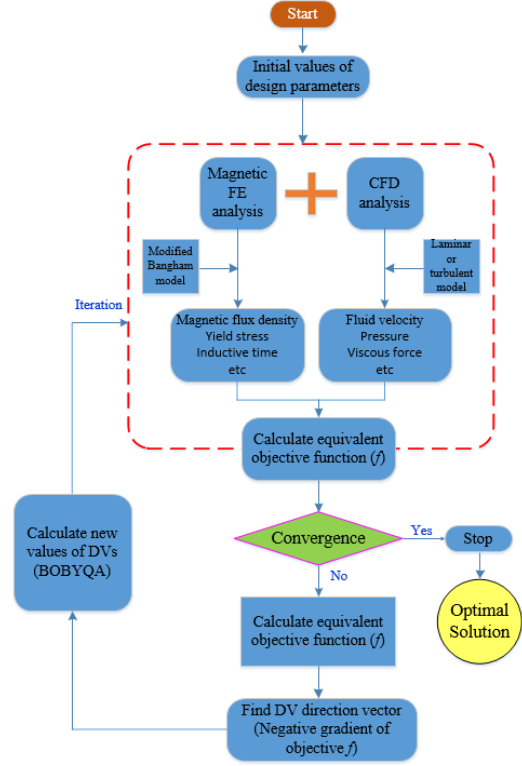 Start
Initial values of
design parameters
Magnetic
FE
analysis
CFD
analysis
Modified
Bangham
model
Laminar
or
turbulent
model
Iteration
Magnetic flux density
Yield stress
Inductive time
etc
Fluid velocity
Pressure
Viscous force
etc
Calculate equivalent
objective function (f)
Convergence
Yes
Stop
No
Optimal
Solution
Calculate new
values of DVs
(BOBYQA)
Calculate equivalent
objective function (f)
Find DV direction vector
(Negative gradient of
objective f)